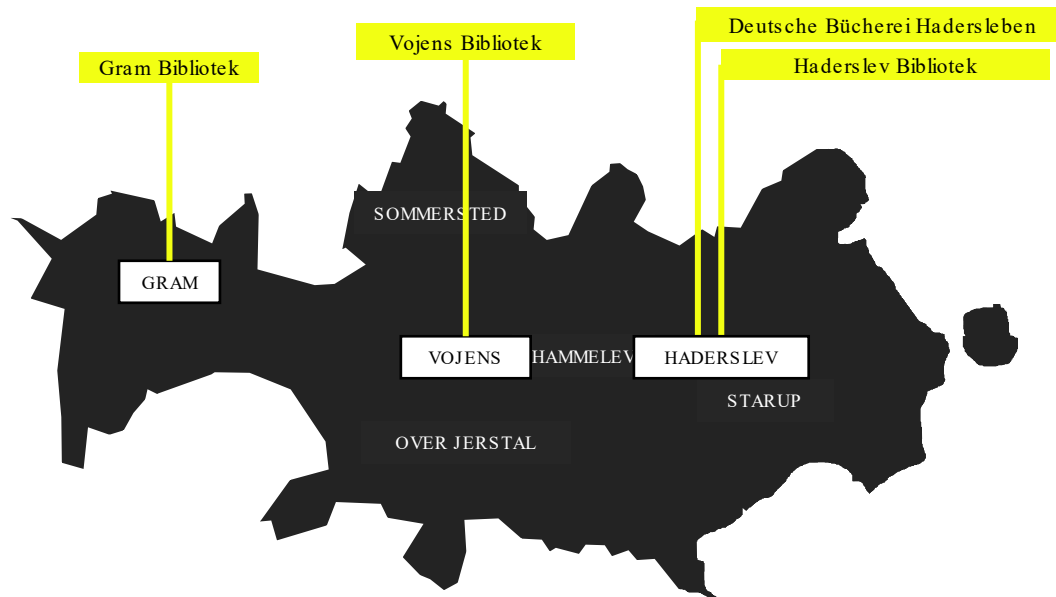 Deutsche Bücherei Hadersleben
Vojens Bibliotek
Gram Bibliotek
Haderslev Bibliotek
SOMMERSTED
GRAM
VOJENS
HAMMELEV
HADERSLEV
STARUP
OVER JERSTAL